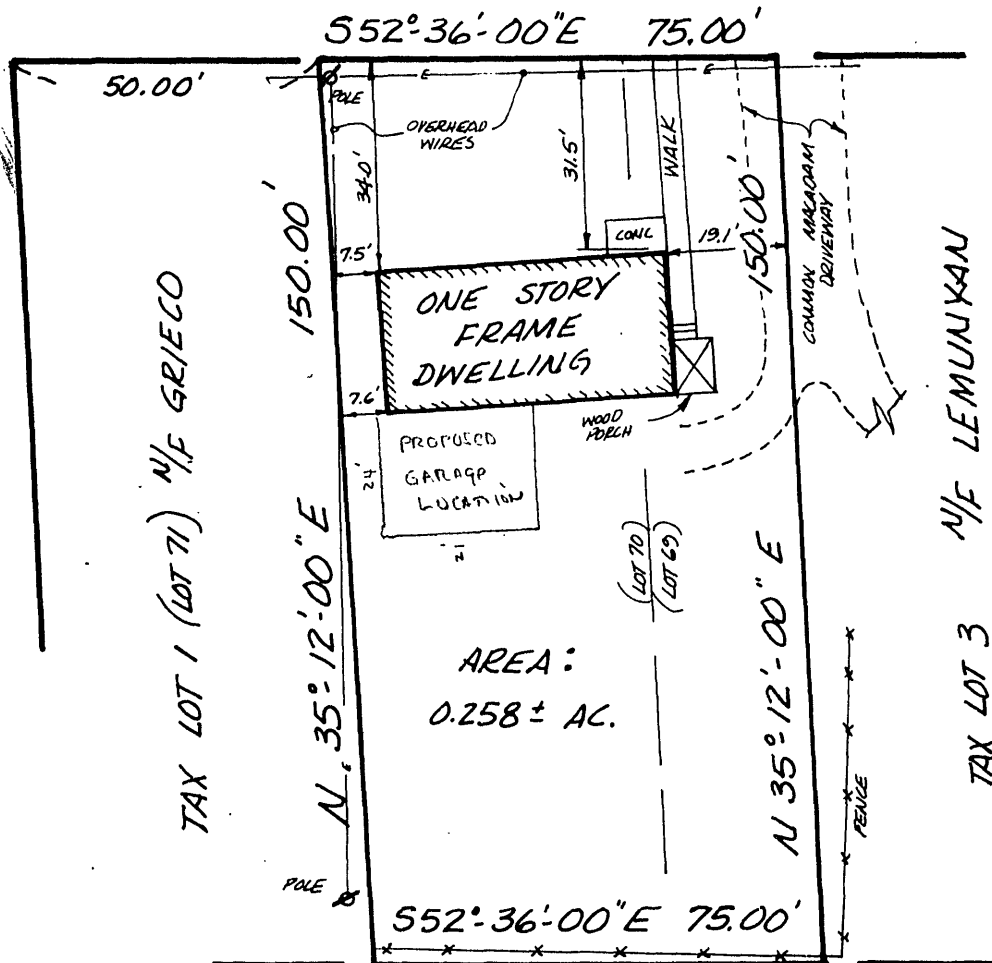 S52°-36'-00"E 75.00'
50.00'
POLE
E
E
OVERHEAD
WIRES
34.0'
31.5'
WALK
COMMON MACADAM
DRIVEWAY
150.00'
150.00'
7.5'
CONC
19.1'
ONE STORY
FRAME
DWELLING
7.6'
WOOD
PORCH
PROPOSED
GARAGE
LOCATION
24'
TAX LOT 1 (LOT 71) N/F GRIECO
N 35°-12'-00" E
E
(LOT 70)
(LOT 69)
N 35°-12'-00" E
TAX LOT 3 N/F LEMUNYAN
AREA:
0.258 ± AC.
FENCE
POLE
S52°-36'-00"E 75.00'